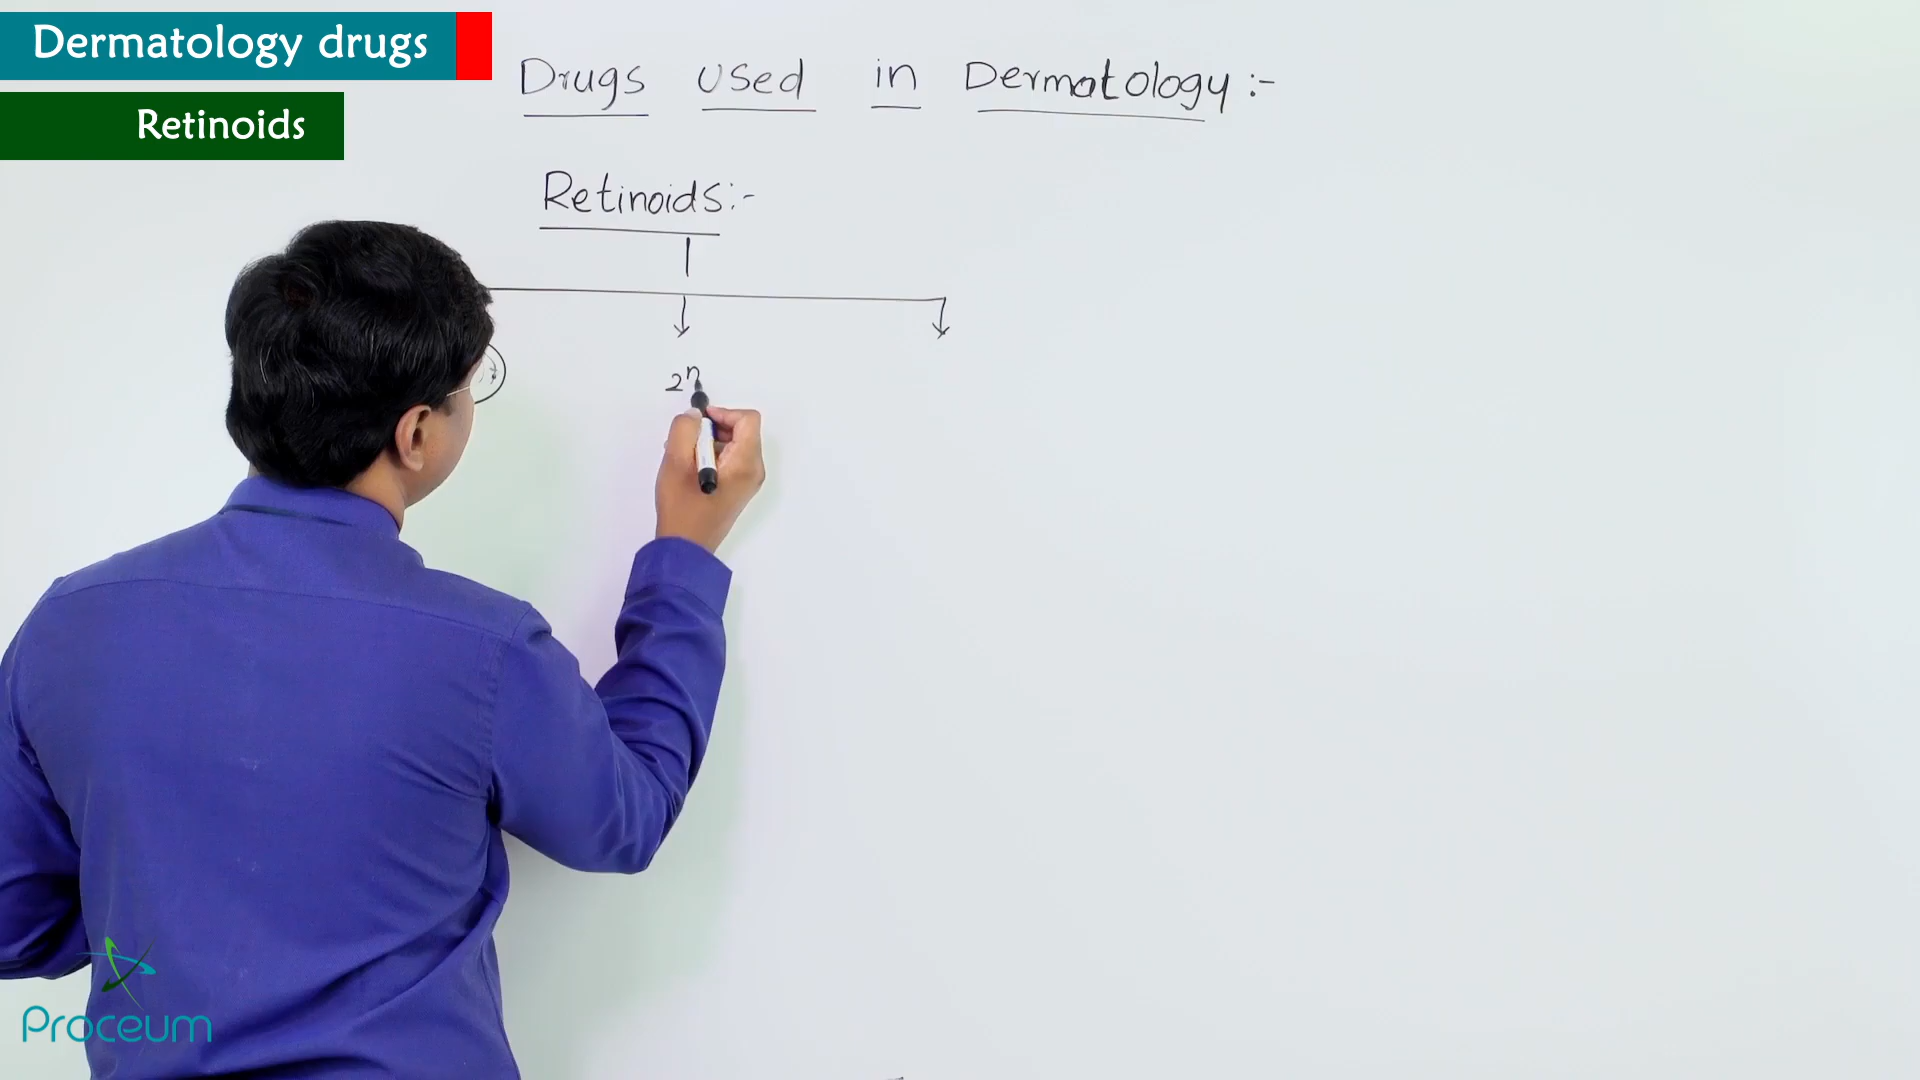 Dermatology drugs
Drugs used in Dermatology :-
Retinoids
Retinoids :-
2n
Proceum